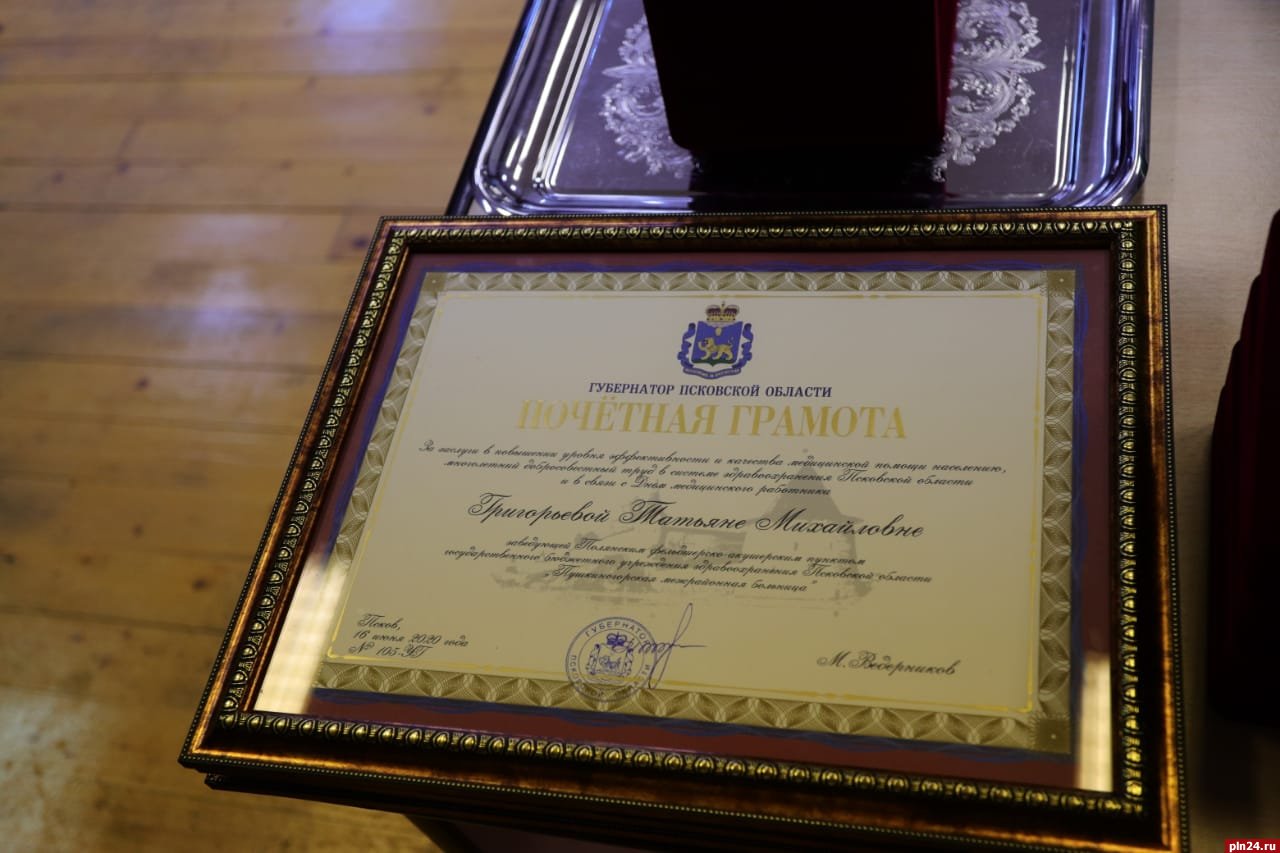 ГУБЕРНАТОР ПСКОВСКОЙ ОБЛАСТИ
ПОЧЁТНАЯ ГРАМОТА
За заслуги в повышении уровня эффективности и качества медицинской помощи населению,
многолетний добросовестный труд в системе здравоохранения Псковской области
и в связи с Днем медицинского работника
Григорьевой Татьяне Михайловне
заведующей Полянским фельдшерско-акушерским пунктом
государственного бюджетного учреждения здравоохранения Псковской области
„Пушкиногорская межрайонная больница"
Псков,
16 июня 2020 года
№ 105-УГ
ГУБЕРНАТОР
М.Ведерников
pln24.ru